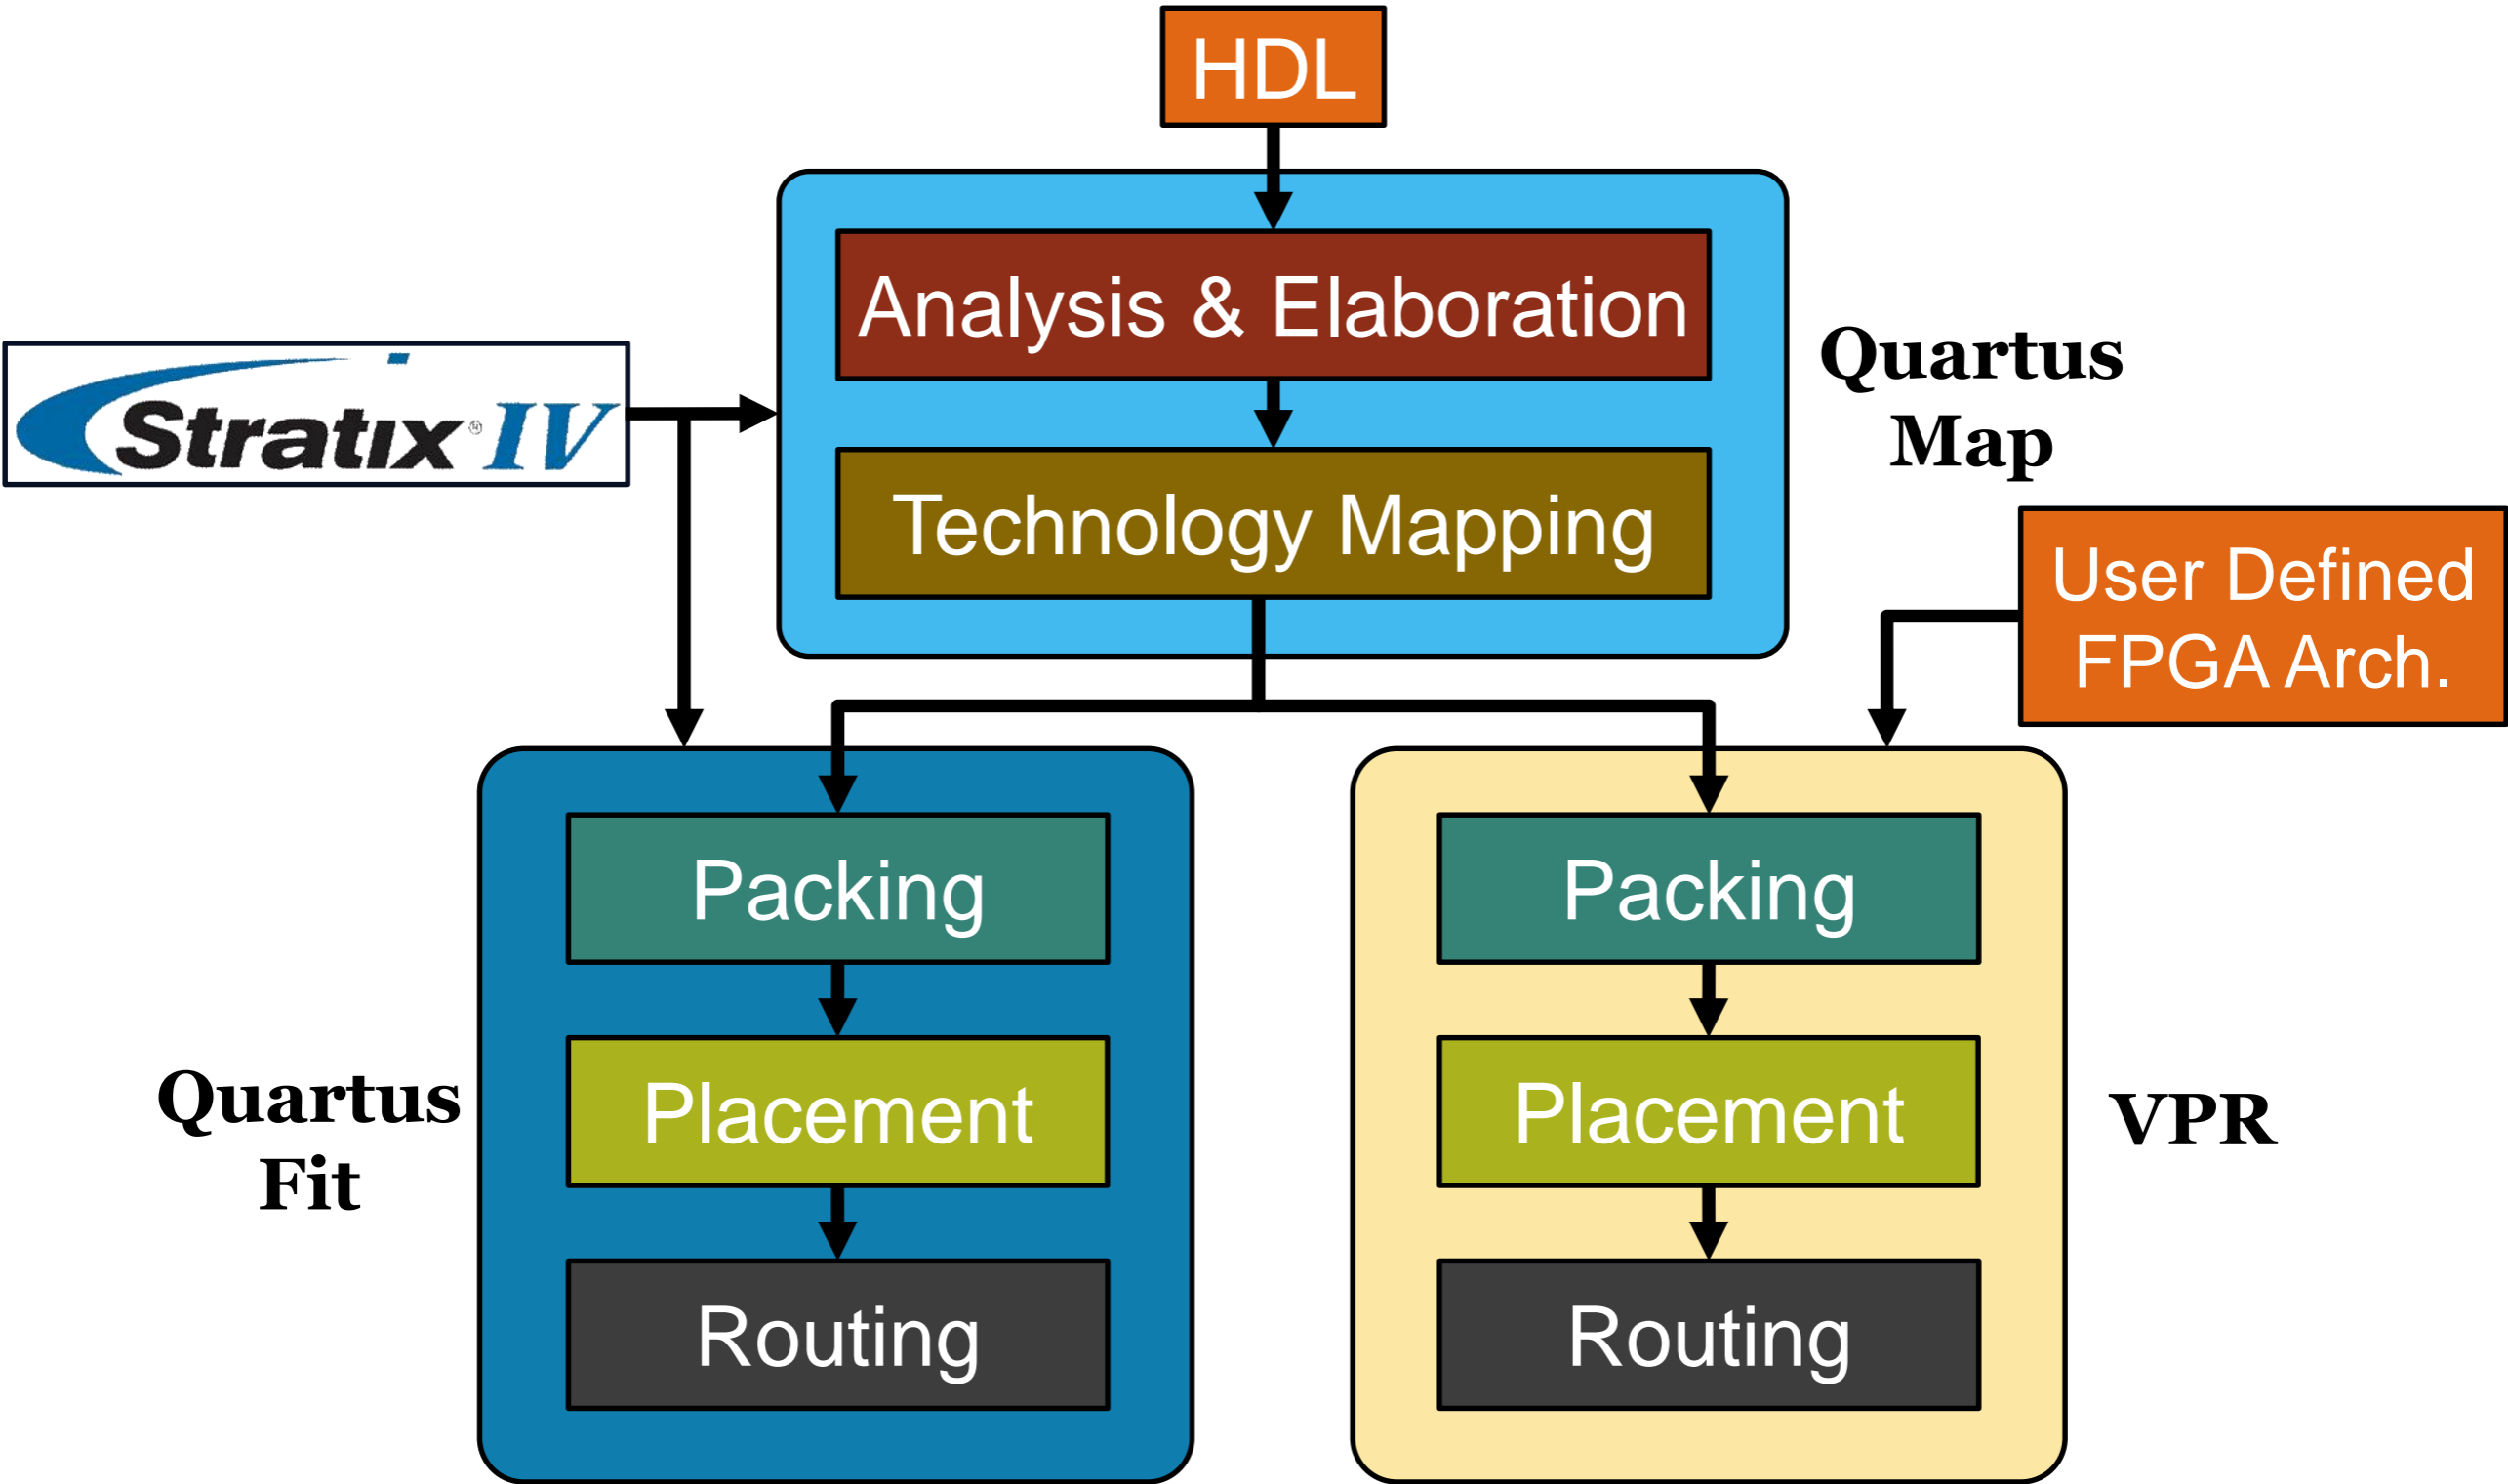 HDL
Analysis & Elaboration
Quartus
Map
Stratix® IV
Technology Mapping
User Defined
FPGA Arch.
Packing
Packing
Quartus
Fit
Placement
Placement
VPR
Routing
Routing